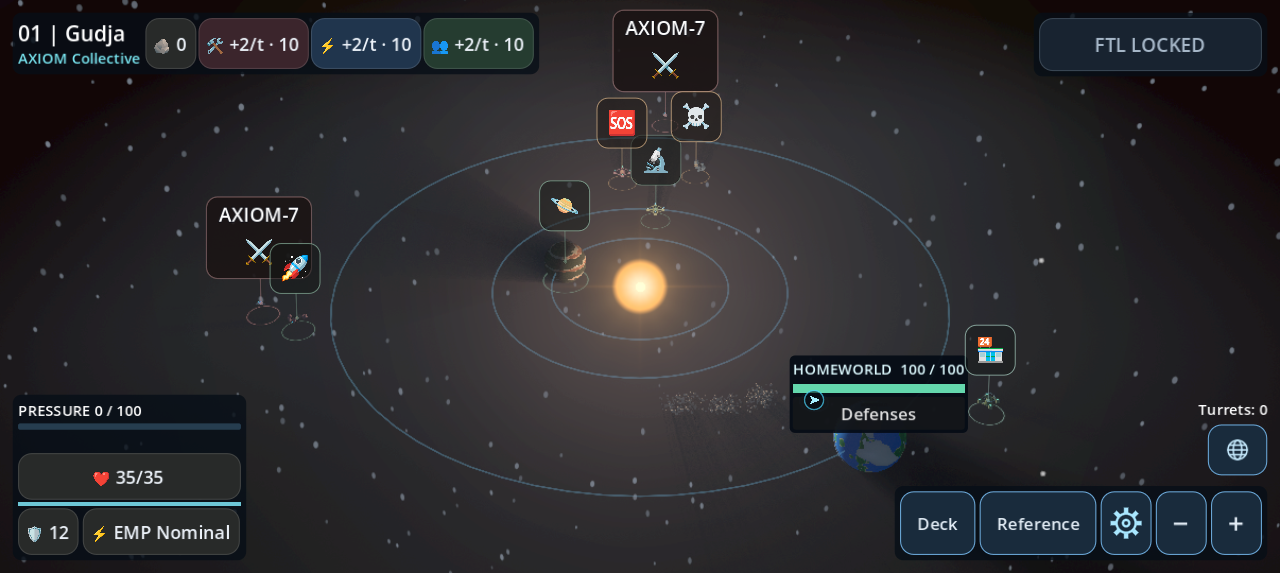 01 | Gudja
AXIOM Collective
0
+2/t · 10
+2/t · 10
+2/t · 10
AXIOM-7
FTL LOCKED
SOS
AXIOM-7
24
HOMEWORLD 100 / 100
Defenses
PRESSURE 0 / 100
35/35
12
EMP Nominal
Turrets: 0
Deck
Reference
−
+